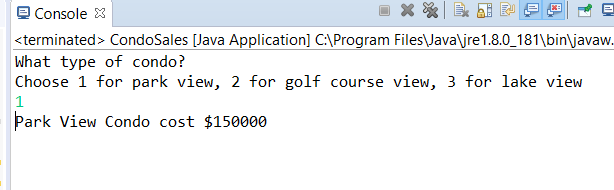 Console
<terminated> CondoSales [Java Application] C:\Program Files\Java\jre1.8.0_181\bin\javaw.
What type of condo?
Choose 1 for park view, 2 for golf course view, 3 for lake view
1
Park View Condo cost $150000